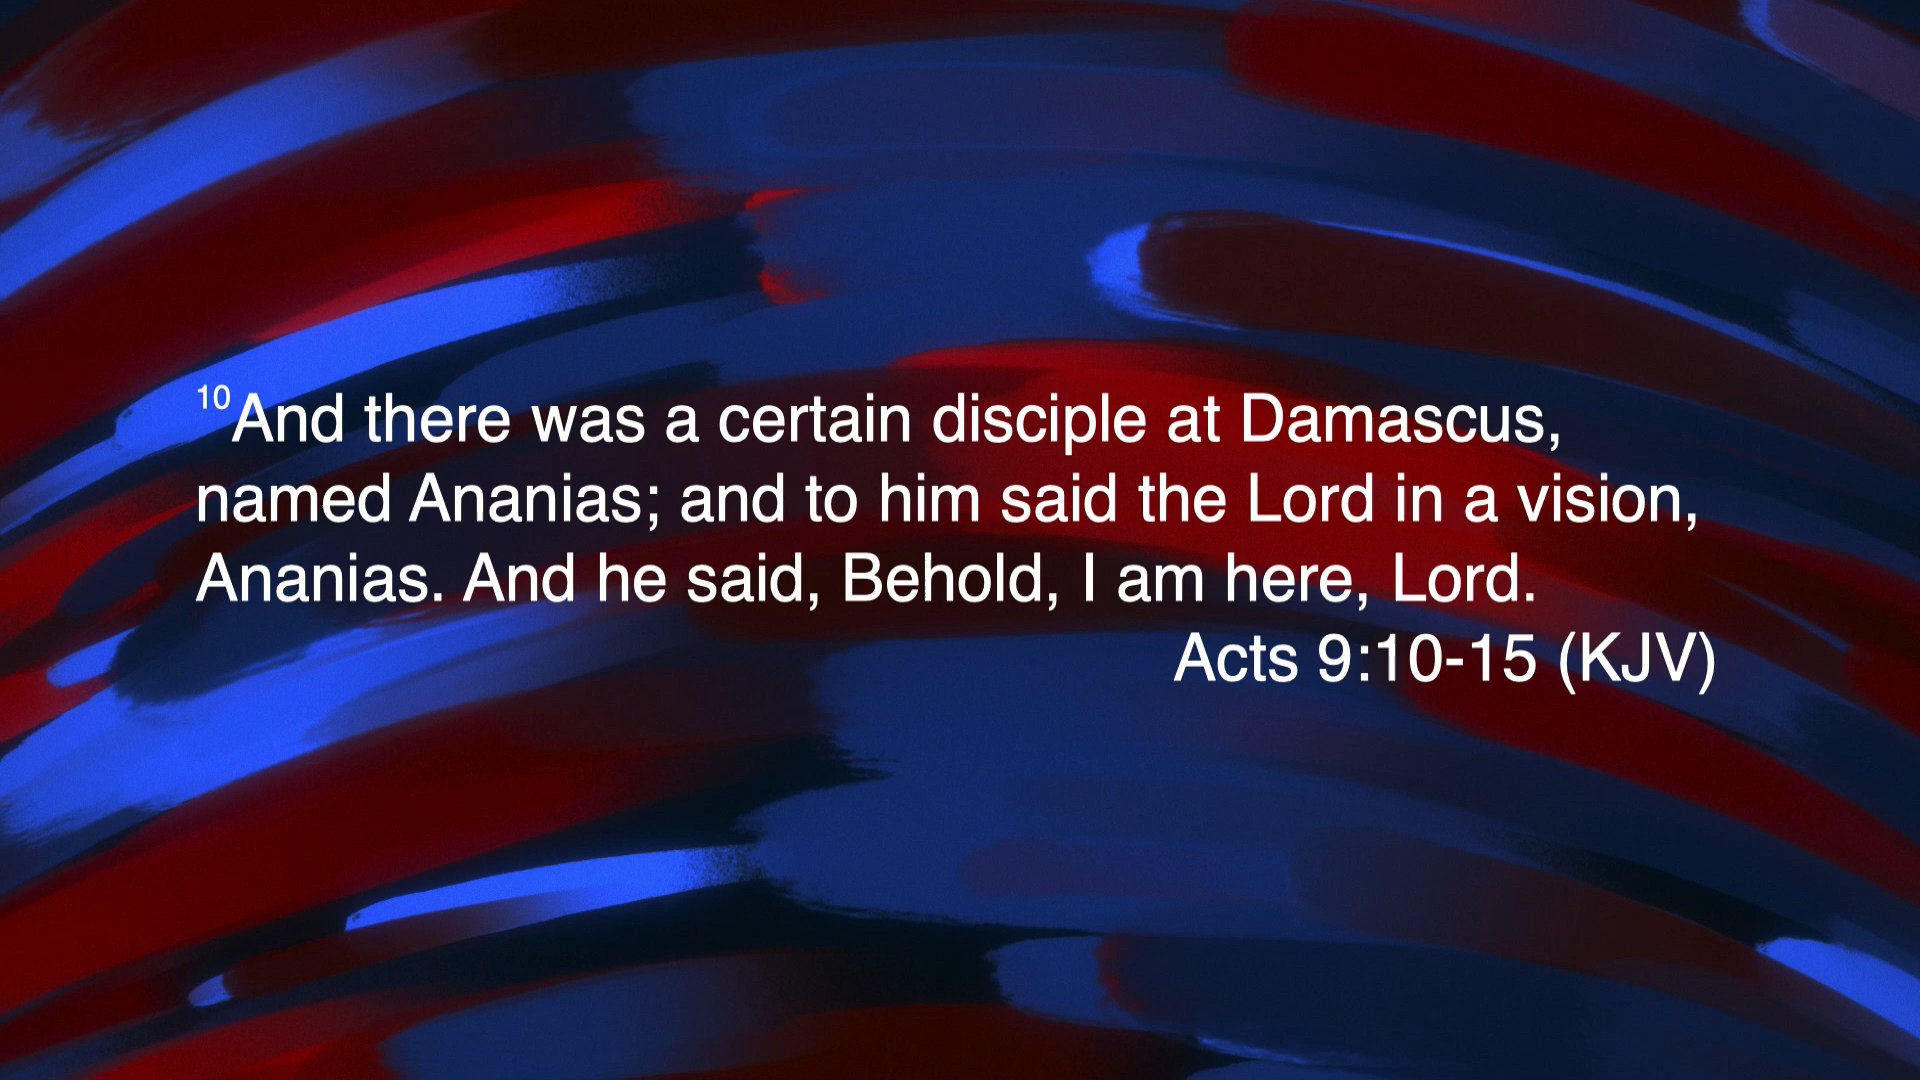 10And there was a certain disciple at Damascus,
named Ananias; and to him said the Lord in a vision,
Ananias. And he said, Behold, I am here, Lord.
Acts 9:10-15 (KJV)